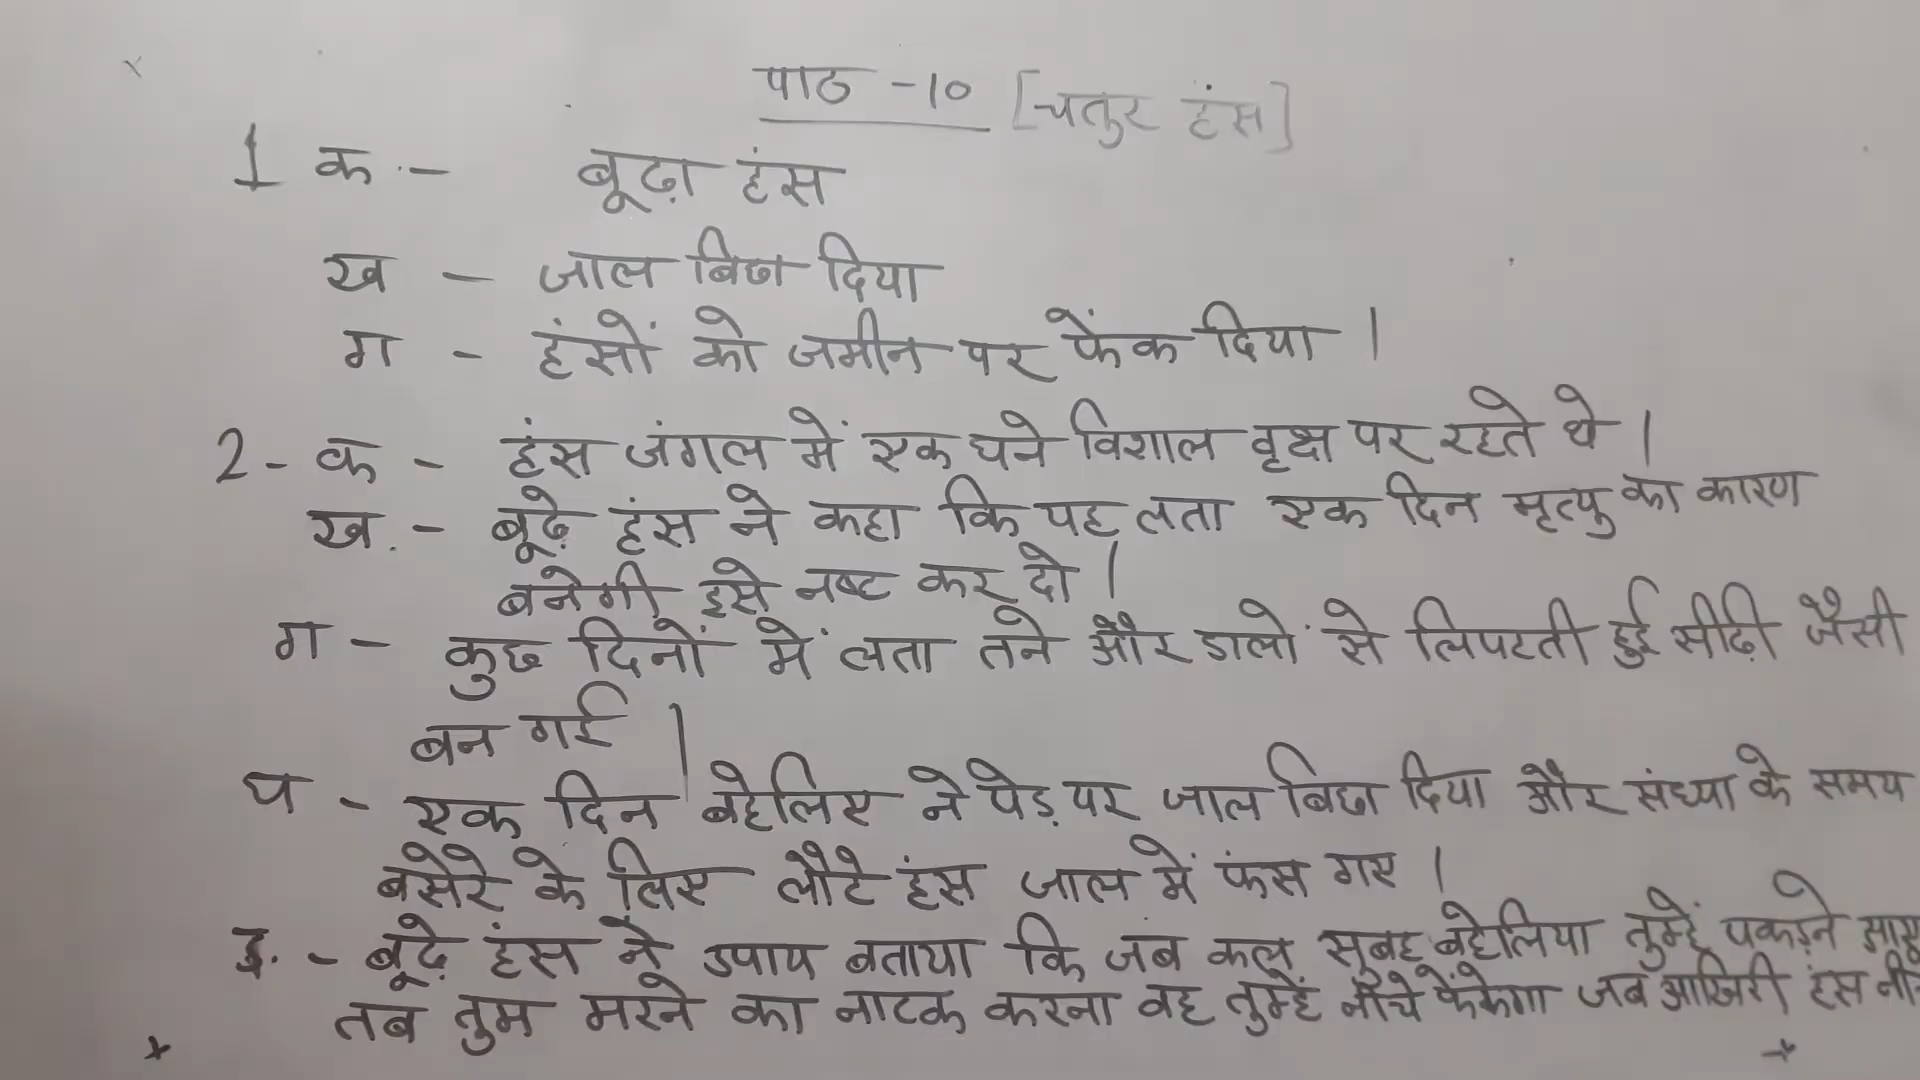 पाठ -10 [चतुर हंस]
1 क - बूढ़ा हंस
ख - जाल बिछा दिया
ग - हंसों को जमीन पर फेंक दिया।
2 - क - हंस जंगल में एक घने विशाल वृक्ष पर रहते थे।
ख. - बूढ़े हंस ने कहा कि यह लता एक दिन मृत्यु का कारण
बनेगी इसे नष्ट कर दो।
ग - कुछ दिनों में लता तने और डालों से लिपटती हुई सीढ़ी जैसी
बन गई।
घ - एक दिन बहेलिए ने पेड़ पर जाल बिछा दिया और संध्या के समय
बसेरे के लिए लौटे हंस जाल में फंस गए।
ङ. - बूढ़े हंस ने उपाय बताया कि जब कल सुबह बहेलिया तुम्हें पकड़ने
तब तुम मरने का नाटक करना वह तुम्हें नीचे फेंकेगा जब आखिरी हंस